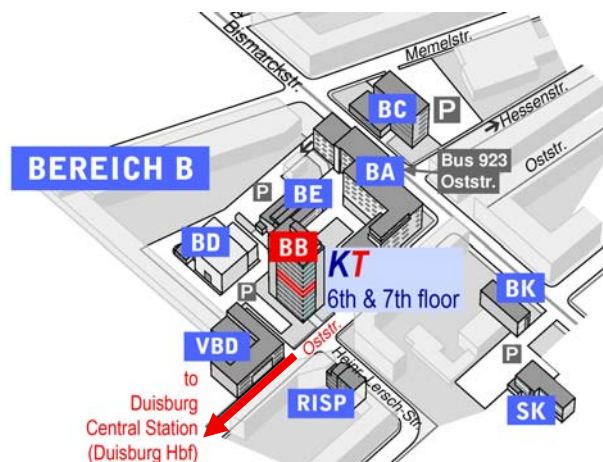 Bismarckstr.
Memelstr.
BC
P
Hessenstr.
Oststr.
BEREICH B
BA
Bus 923
Oststr.
P
BE
BD
BB
KT
6th & 7th floor
BK
P
VBD
Oststr.
P
Heinr.-Lersch-Str.
RISP
SK
to
Duisburg
Central Station
(Duisburg Hbf)